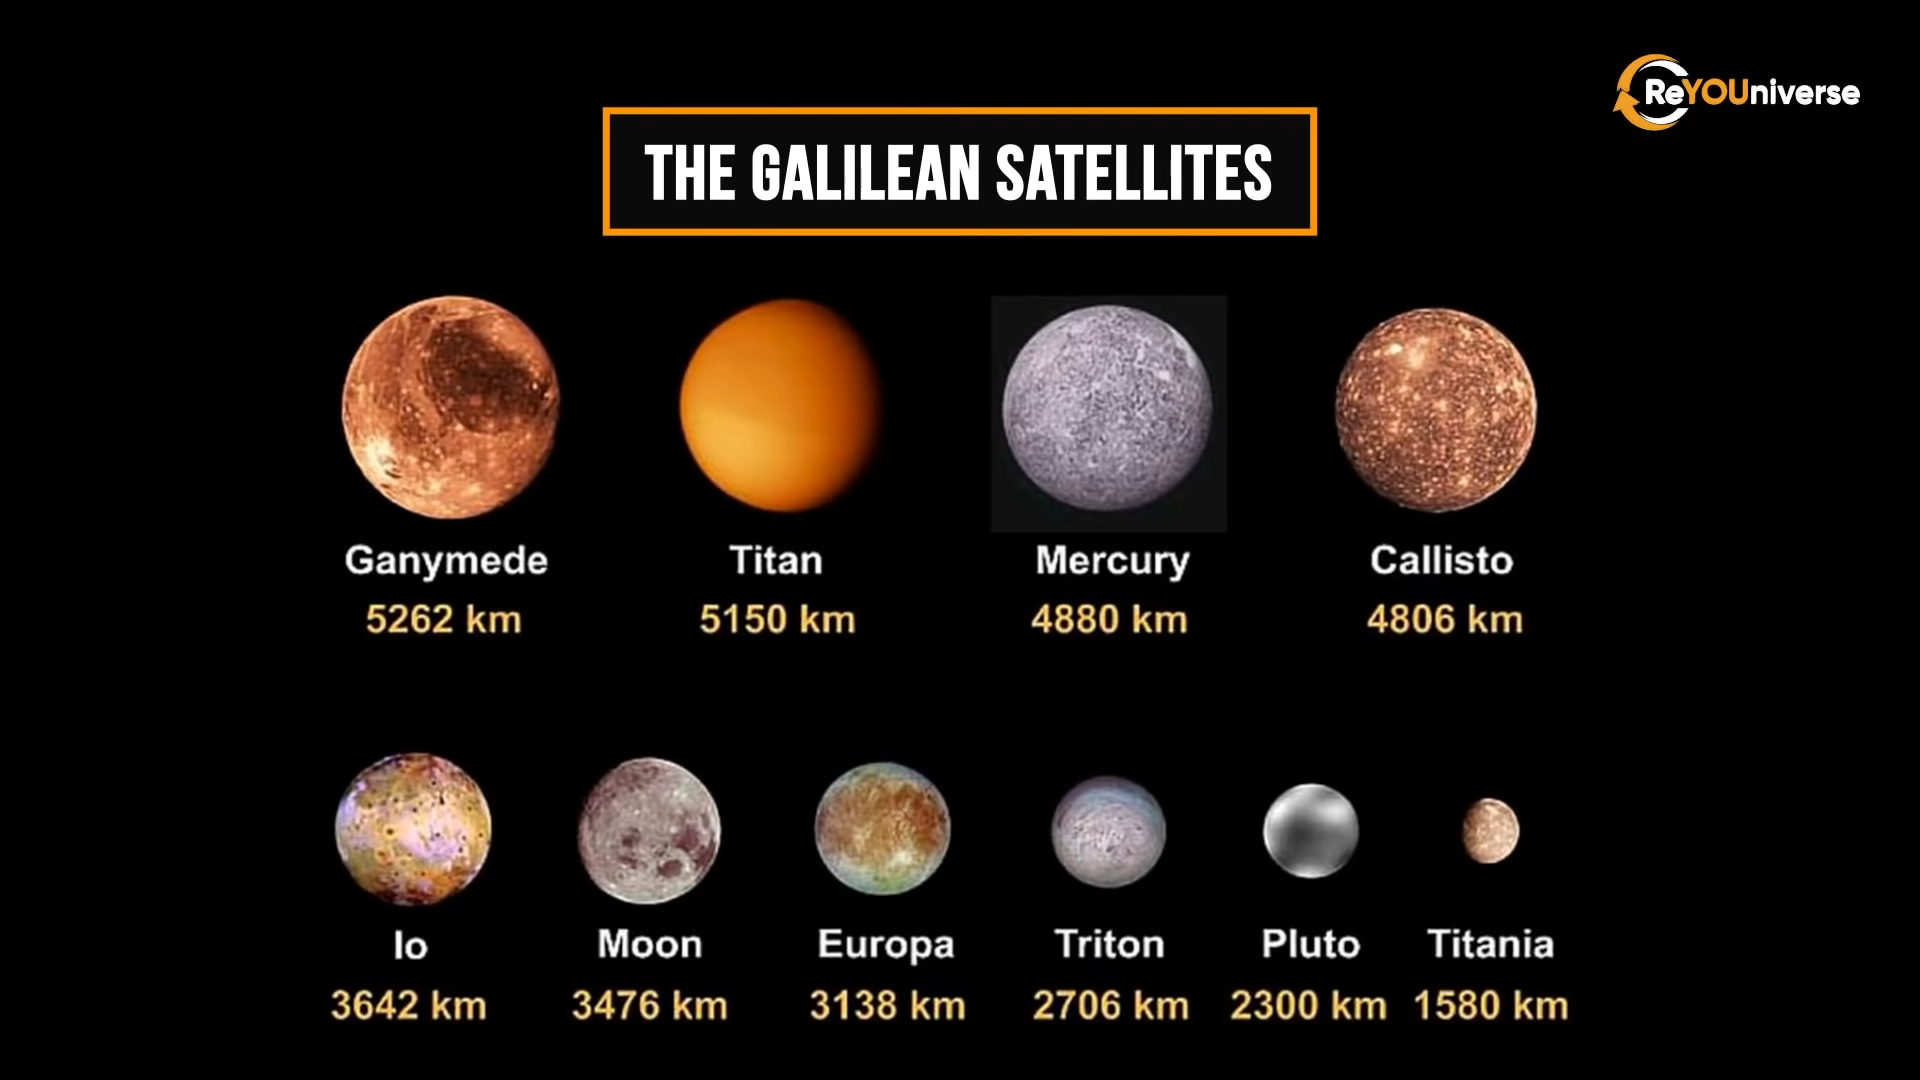 ReYOUniverse
THE GALILEAN SATELLITES
Ganymede Titan Mercury Callisto
5262 km 5150 km 4880 km 4806 km
Io Moon Europa Triton Pluto Titania
3642 km 3476 km 3138 km 2706 km 2300 km 1580 km